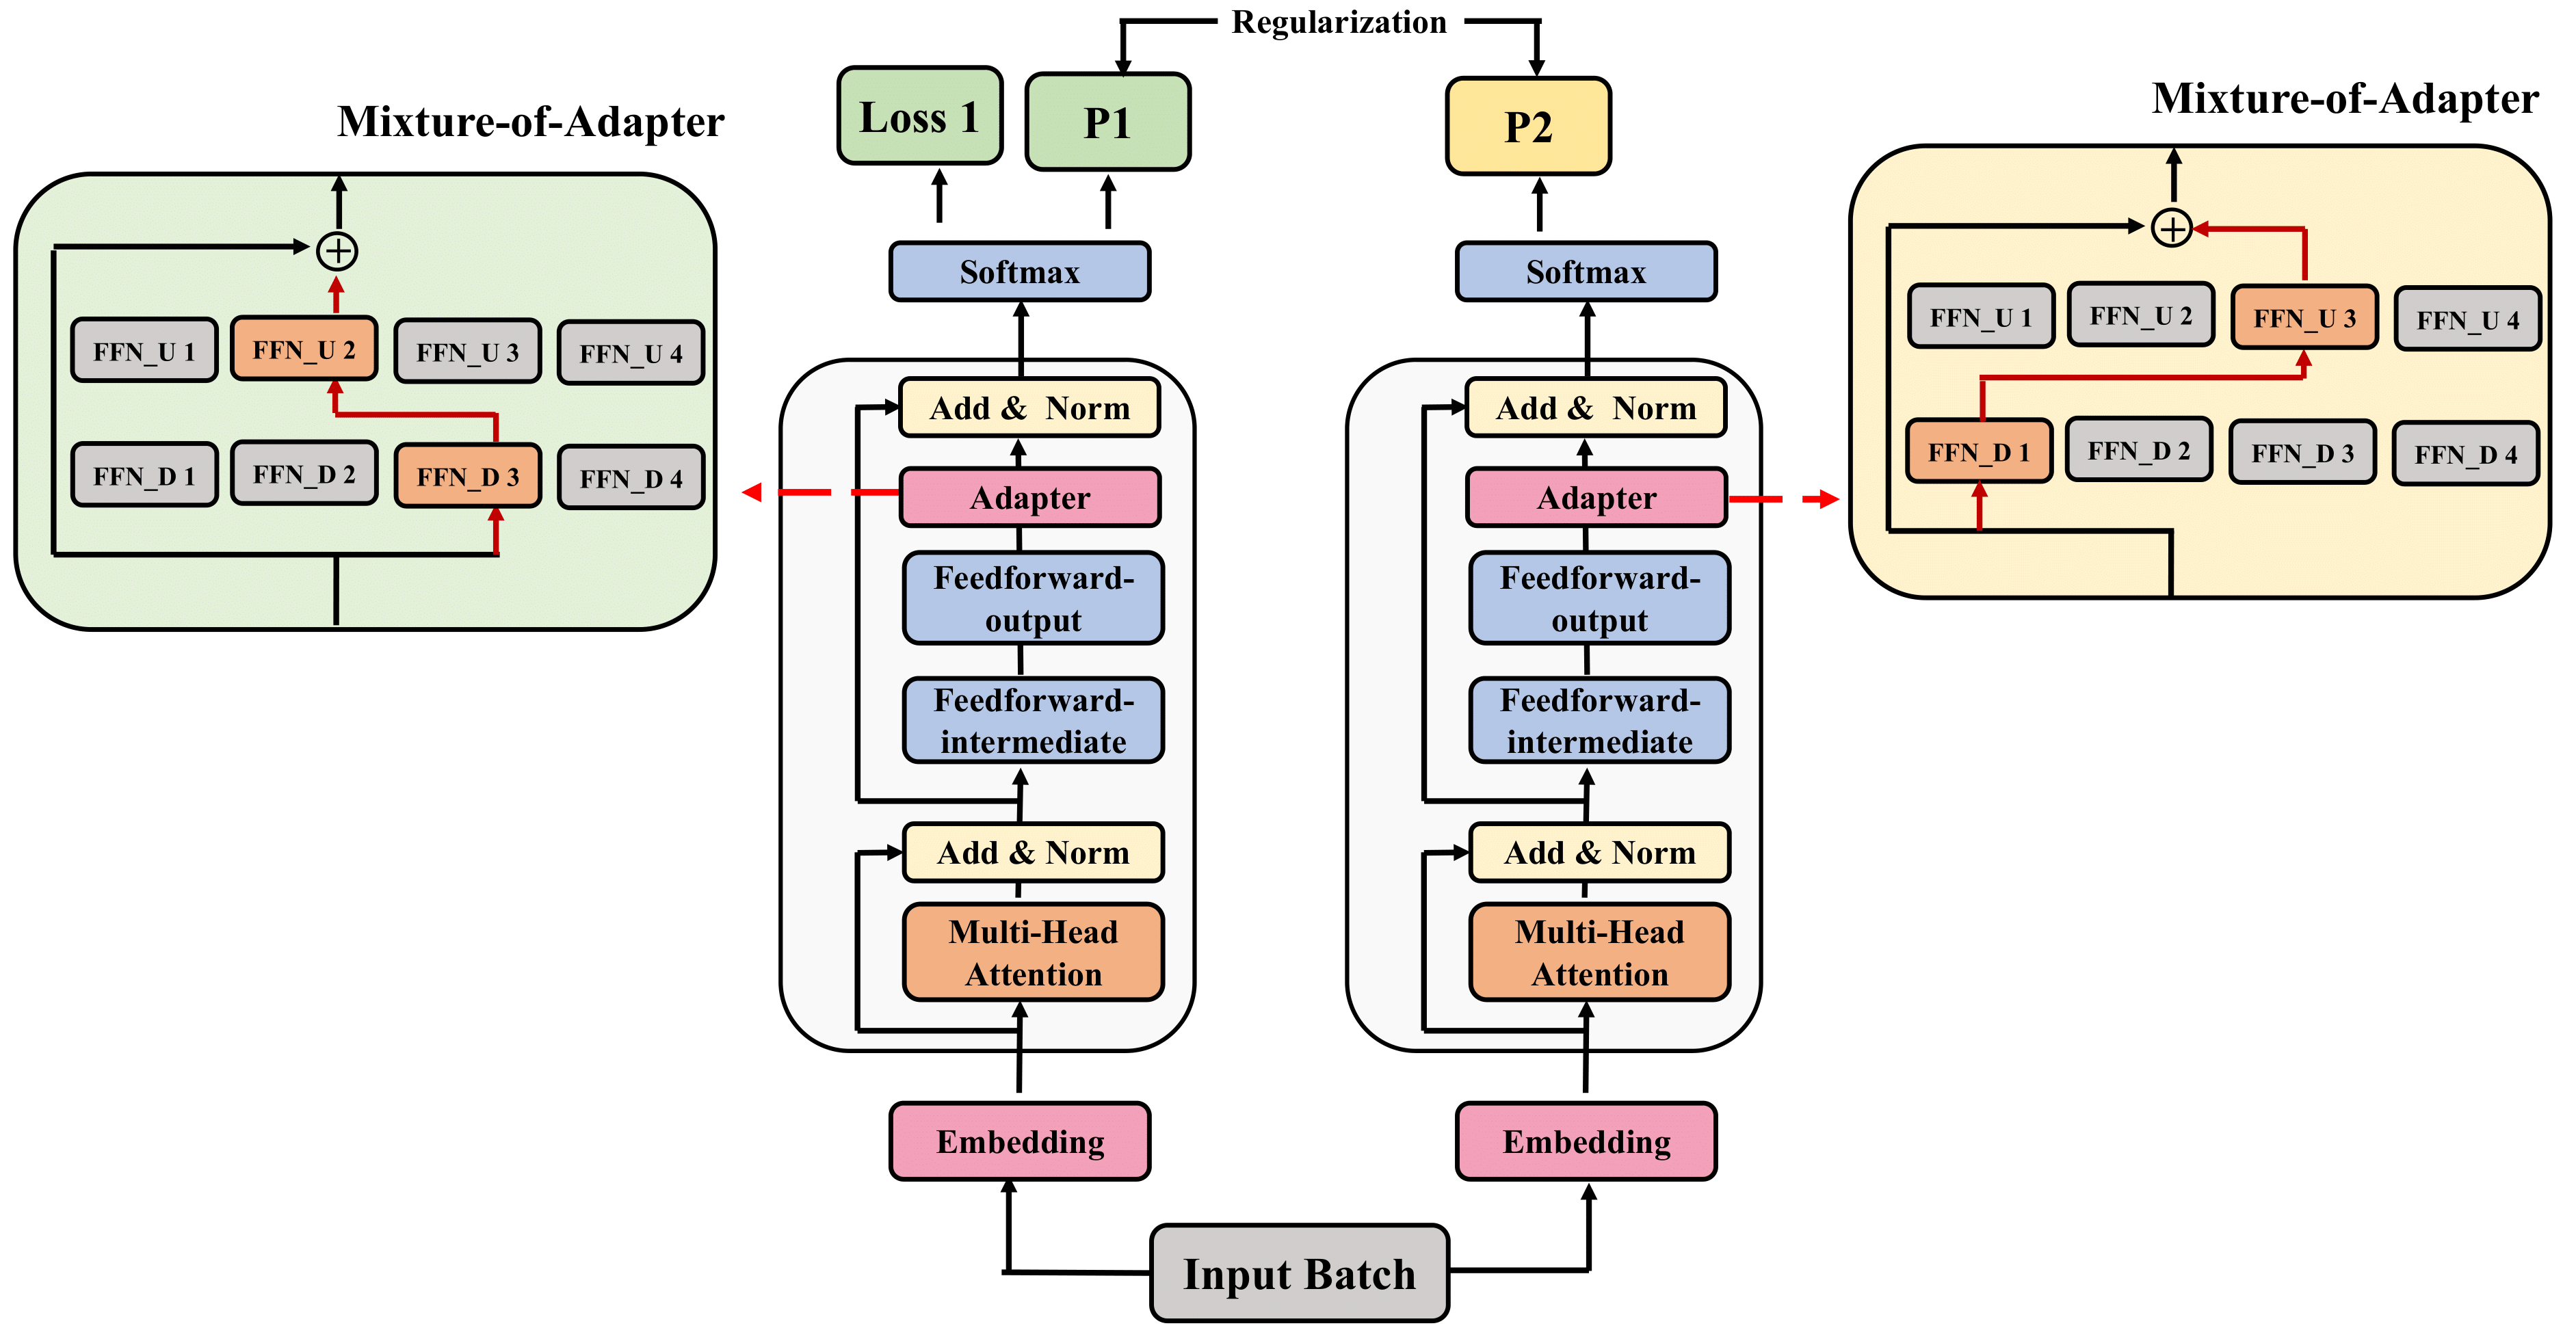 Regularization
Mixture-of-Adapter
Loss 1
P1
P2
Mixture-of-Adapter
Softmax
Softmax
FFN_U 1
FFN_U 2
FFN_U 3
FFN_U 4
FFN_D 1
FFN_D 2
FFN_D 3
FFN_D 4
Add & Norm
Adapter
Feedforward-
output
Feedforward-
intermediate
Add & Norm
Multi-Head
Attention
Embedding
Add & Norm
Adapter
Feedforward-
output
Feedforward-
intermediate
Add & Norm
Multi-Head
Attention
Embedding
FFN_U 1
FFN_U 2
FFN_U 3
FFN_U 4
FFN_D 1
FFN_D 2
FFN_D 3
FFN_D 4
Input Batch